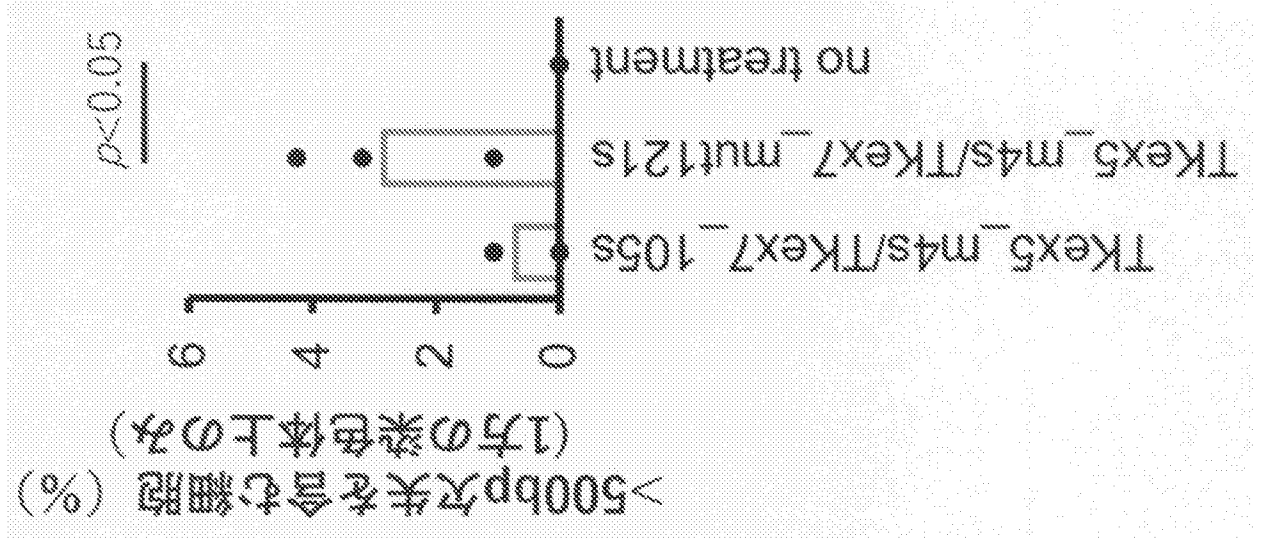 >500bp欠失を含む細胞 (%)
(1方の染色体上のみ)
0
2
4
6
TKex5_m4s/TKex7_105s
TKex5_m4s/TKex7_mut121s
no treatment
p<0.05